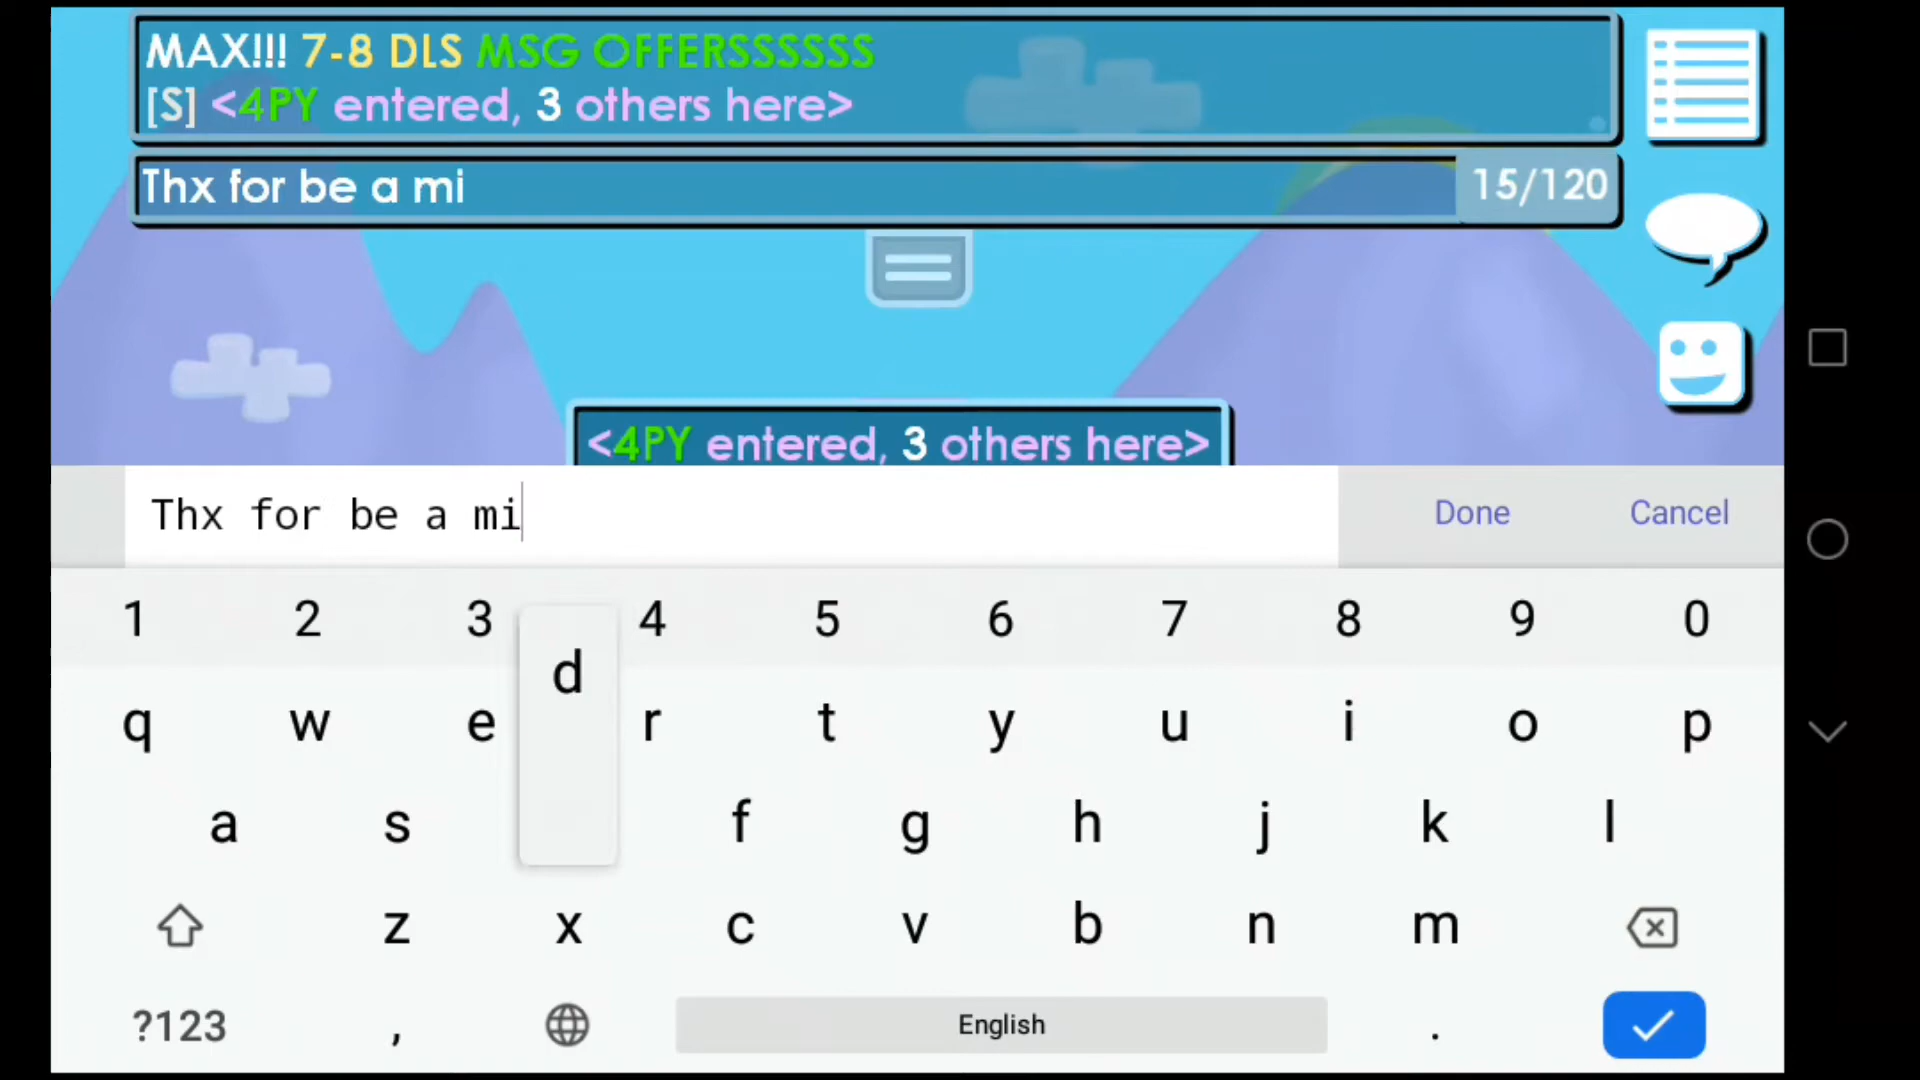 MAX!!! 7-8 DLS MSG OFFERSSSSSS
[S] <4PY entered, 3 others here>
Thx for be a mi
15/120
<4PY entered, 3 others here>
Thx for be a mi
Done
Cancel
1 2 3 4 5 6 7 8 9 0
d
q w e r t y u i o p
a s f g h j k l
z x c v b n m
?123 , English .